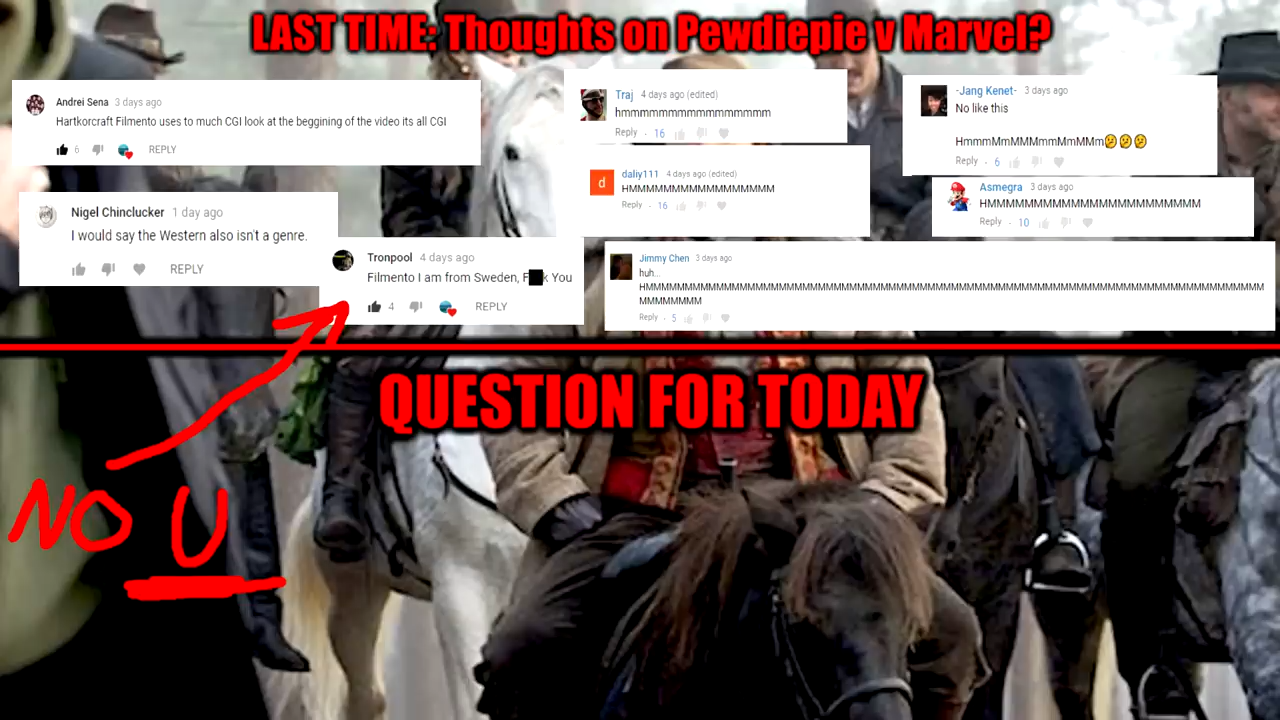 LAST TIME: Thoughts on Pewdiepie v Marvel?
Andrei Sena 3 days ago
Hartkorcraft Filmento uses to much CGI look at the beggining of the video its all CGI
6 REPLY
Nigel Chinclucker 1 day ago
I would say the Western also isn't a genre.
REPLY
Tronpool 4 days ago
Filmento I am from Sweden, F k You
4 REPLY
Traj 4 days ago (edited)
hmmmmmmmmmmmmmmmmm
Reply · 16
d
daliy111 4 days ago (edited)
HMMMMMMMMMMMMMMMMMM
Reply · 16
-Jang Kenet- 3 days ago
No like this
HmmmMmMMMmmMmMMm😕😕😕
Reply · 6
Asmegra 3 days ago
HMMMMMMMMMMMMMMMMMMMMMMMMM
Reply · 10
Jimmy Chen 3 days ago
huh...
HMMMMMMMMMMMMMMMMMMMMMMMMMMMMMMMMMMMMMMMMMMMMMMMMMMMMMMMMMMMMMMMMMMMMMMMMMMM
MMMMMMMM
Reply · 5
QUESTION FOR TODAY
NO U